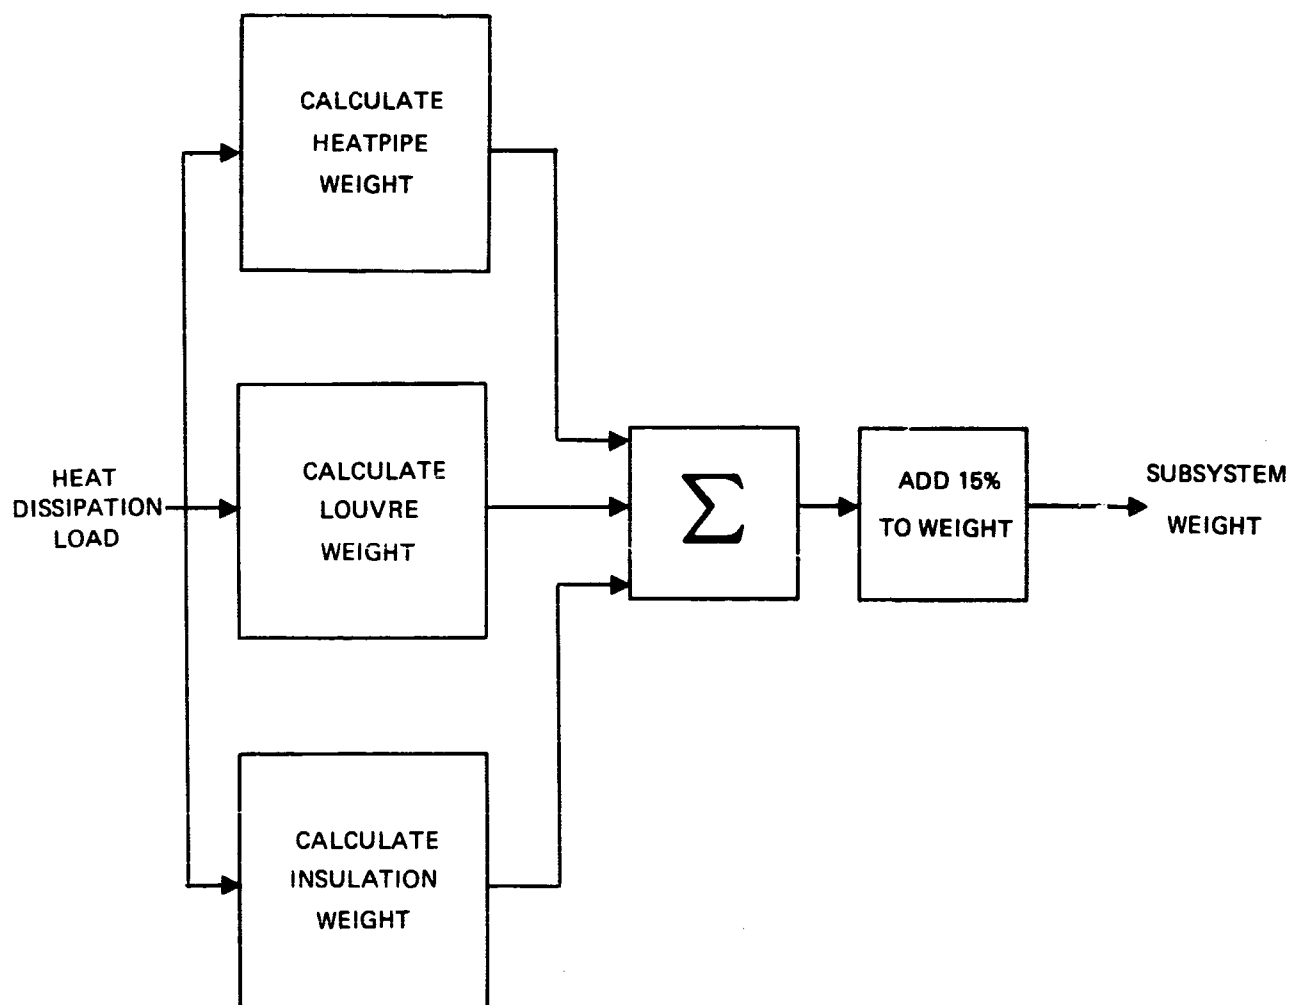 CALCULATE
HEATPIPE
WEIGHT
HEAT
DISSIPATION
LOAD
CALCULATE
LOUVRE
WEIGHT
Σ
ADD 15%
TO WEIGHT
SUBSYSTEM
WEIGHT
CALCULATE
INSULATION
WEIGHT